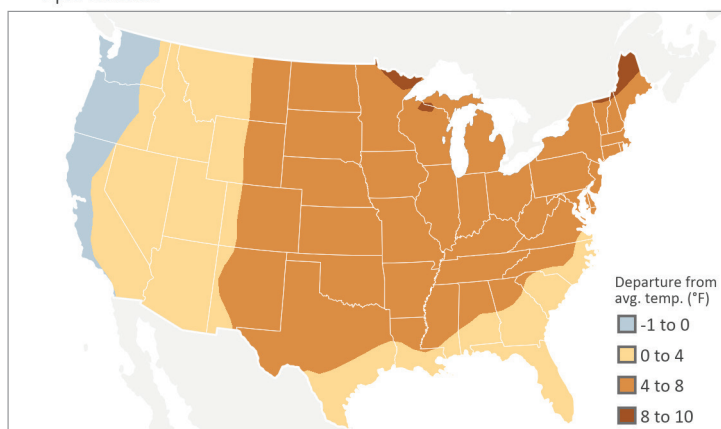 Departure from
avg. temp. (°F)
-1 to 0
0 to 4
4 to 8
8 to 10